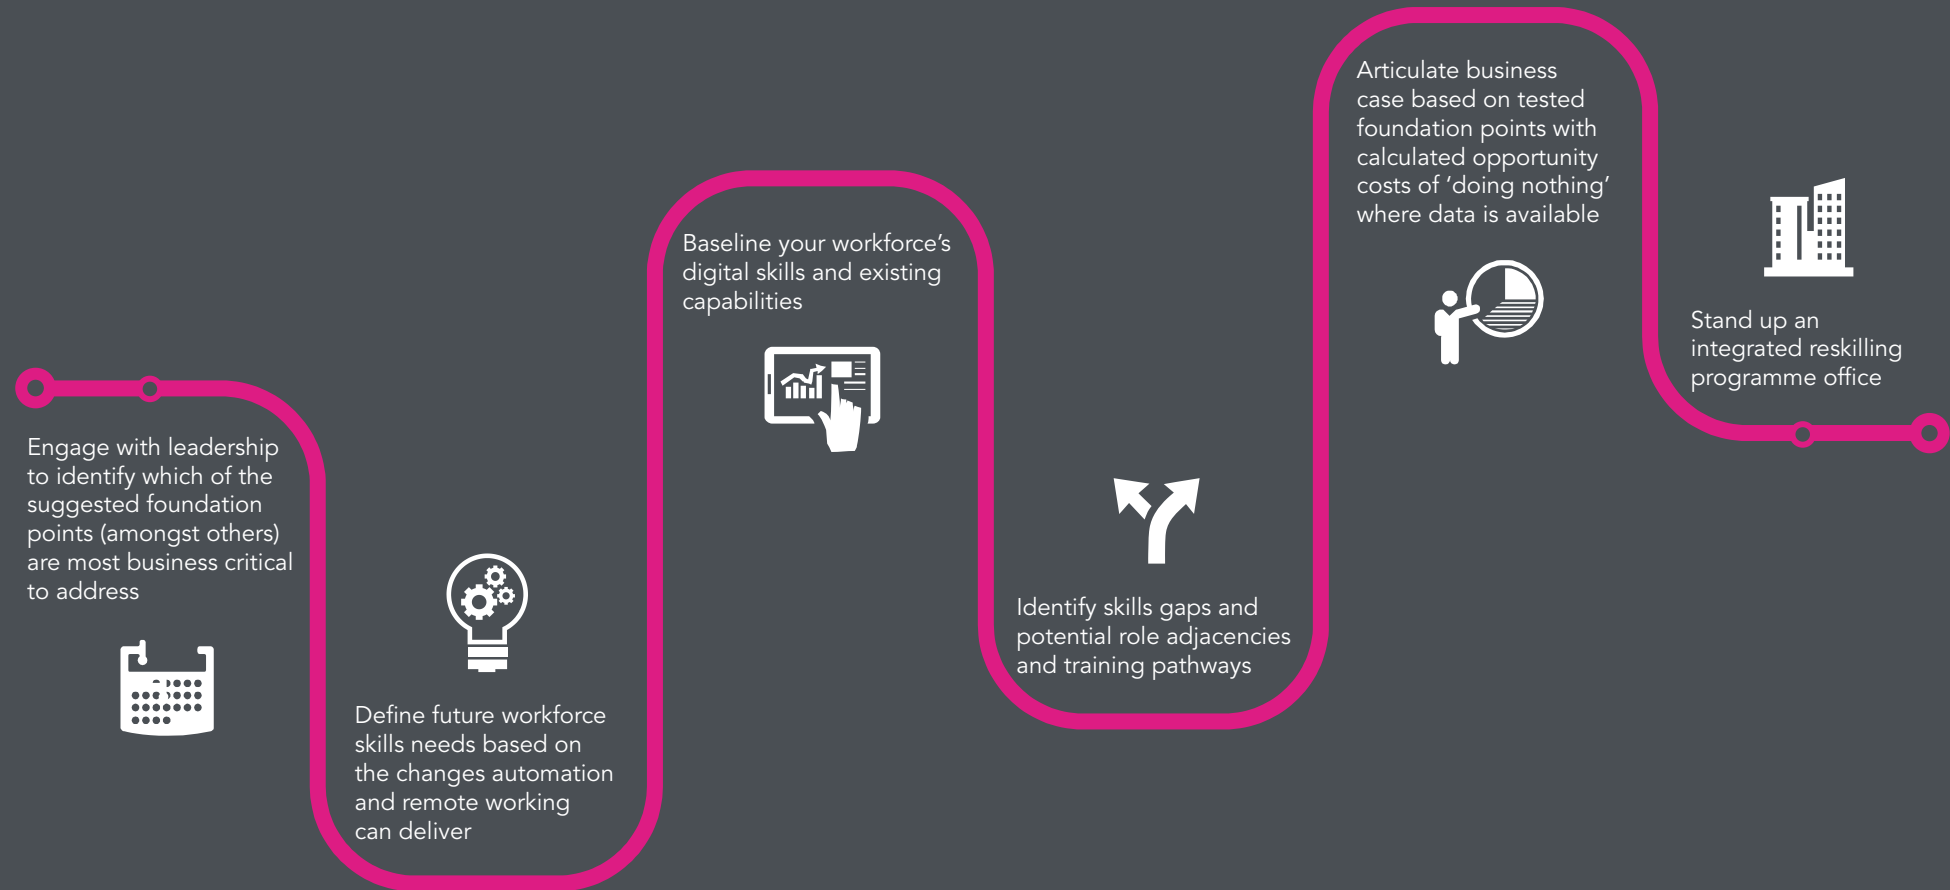 Engage with leadership
to identify which of the
suggested foundation
points (amongst others)
are most business critical
to address
Define future workforce
skills needs based on
the changes automation
and remote working
can deliver
Baseline your workforce’s
digital skills and existing
capabilities
Identify skills gaps and
potential role adjacencies
and training pathways
Articulate business
case based on tested
foundation points with
calculated opportunity
costs of ‘doing nothing’
where data is available
Stand up an
integrated reskilling
programme office